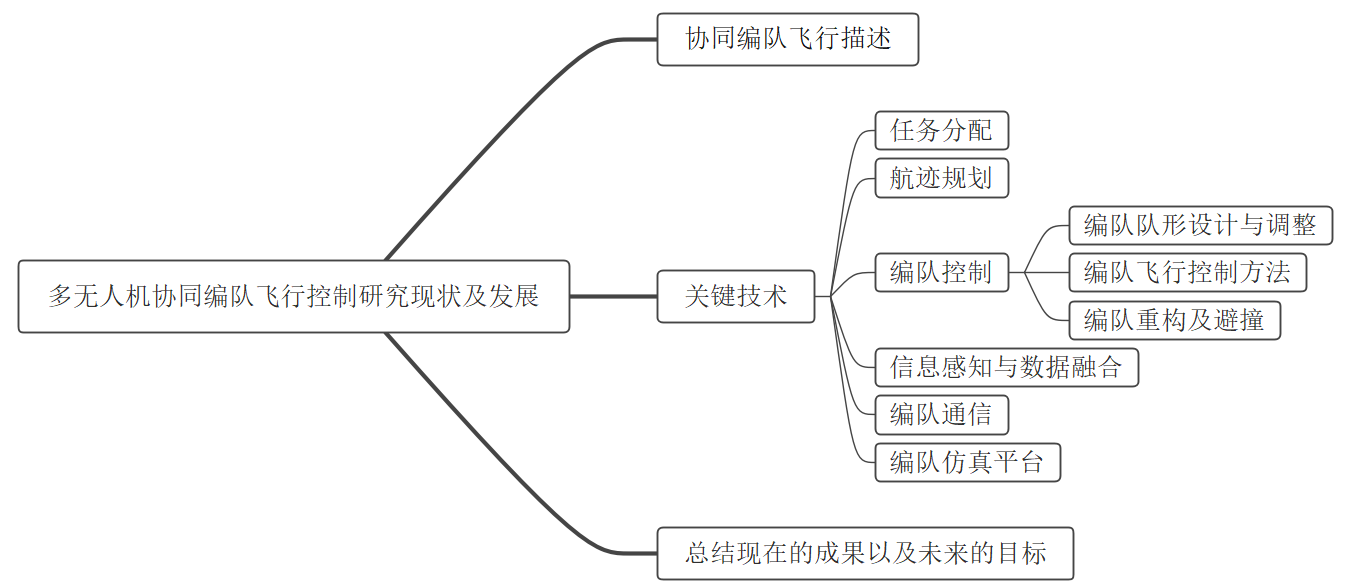 协同编队飞行描述
任务分配
航迹规划
编队队形设计与调整
编队控制
编队飞行控制方法
多无人机协同编队飞行控制研究现状及发展
关键技术
编队重构及避撞
信息感知与数据融合
编队通信
编队仿真平台
总结现在的成果以及未来的目标